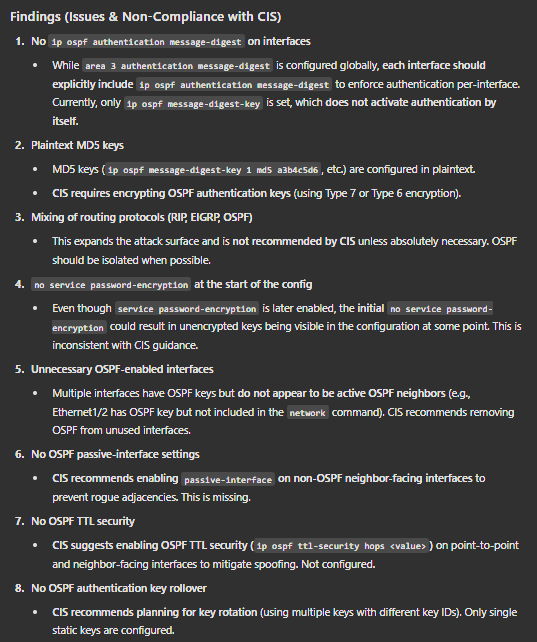 Findings (Issues & Non-Compliance with CIS)
1. No ip ospf authentication message-digest on interfaces
• While area 3 authentication message-digest is configured globally, each interface should
explicitly include ip ospf authentication message-digest to enforce authentication per-interface.
Currently, only ip ospf message-digest-key is set, which does not activate authentication by
itself.
2. Plaintext MD5 keys
• MD5 keys (ip ospf message-digest-key 1 md5 a3b4c5d6, etc.) are configured in plaintext.
• CIS requires encrypting OSPF authentication keys (using Type 7 or Type 6 encryption).
3. Mixing of routing protocols (RIP, EIGRP, OSPF)
• This expands the attack surface and is not recommended by CIS unless absolutely necessary. OSPF
should be isolated when possible.
4. no service password-encryption at the start of the config
• Even though service password-encryption is later enabled, the initial no service password-
encryption could result in unencrypted keys being visible in the configuration at some point. This is
inconsistent with CIS guidance.
5. Unnecessary OSPF-enabled interfaces
• Multiple interfaces have OSPF keys but do not appear to be active OSPF neighbors (e.g.,
Ethernet1/2 has OSPF key but not included in the network command). CIS recommends removing
OSPF from unused interfaces.
6. No OSPF passive-interface settings
• CIS recommends enabling passive-interface on non-OSPF neighbor-facing interfaces to
prevent rogue adjacencies. This is missing.
7. No OSPF TTL security
• CIS suggests enabling OSPF TTL security (ip ospf ttl-security hops <value>) on point-to-point
and neighbor-facing interfaces to mitigate spoofing. Not configured.
8. No OSPF authentication key rollover
• CIS recommends planning for key rotation (using multiple keys with different key IDs). Only single
static keys are configured.